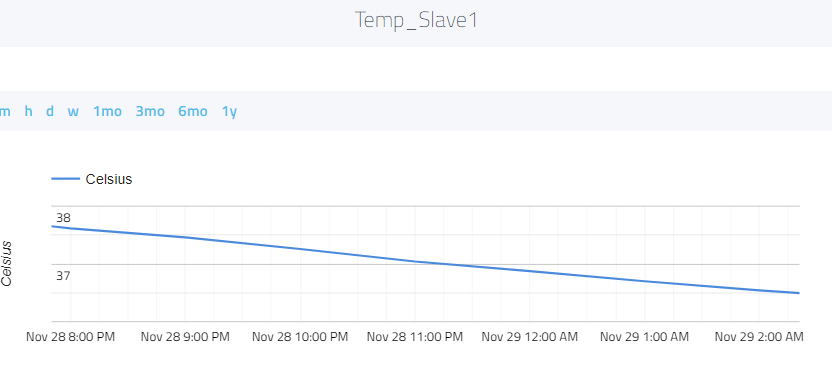 Temp_Slave1
m h d w 1mo 3mo 6mo 1y
Celsius
38
Celsius
37
Nov 28 8:00 PM Nov 28 9:00 PM Nov 28 10:00 PM Nov 28 11:00 PM Nov 29 12:00 AM Nov 29 1:00 AM Nov 29 2:00 AM